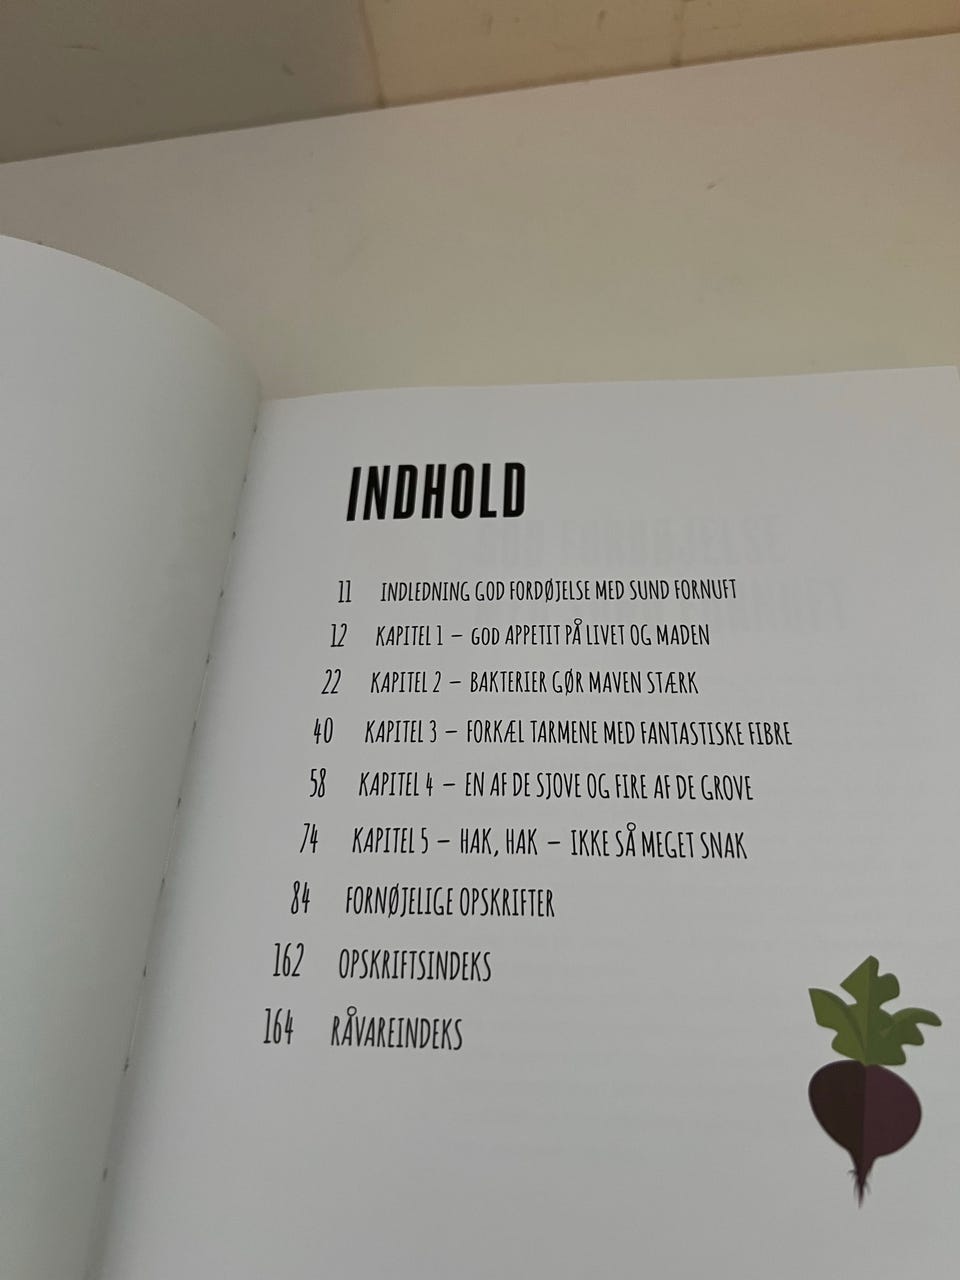 INDHOLD
11 INDLEDNING GOD FORDØJELSE MED SUND FORNUFT
12 KAPITEL 1 – GOD APPETIT PÅ LIVET OG MADEN
22 KAPITEL 2 – BAKTERIER GØR MAVEN STÆRK
40 KAPITEL 3 – FORKÆL TARMENE MED FANTASTISKE FIBRE
58 KAPITEL 4 – EN AF DE SJOVE OG FIRE AF DE GROVE
74 KAPITEL 5 – HAK, HAK – IKKE SÅ MEGET SNAK
84 FORNØJELIGE OPSKRIFTER
162 OPSKRIFTSINDEKS
164 RÅVAREINDEKS